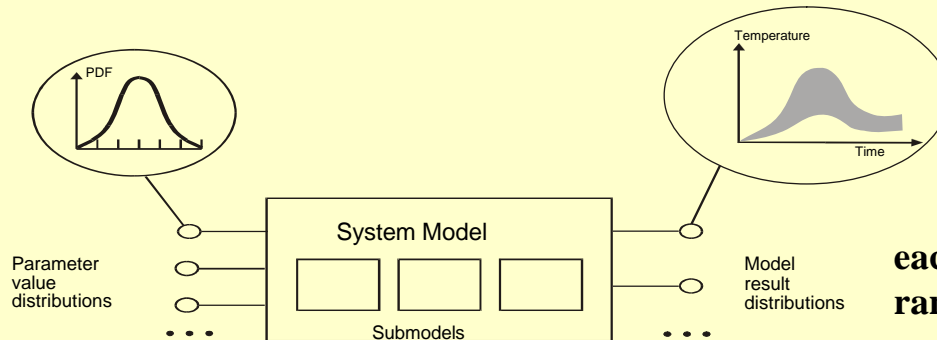 PDF
Temperature
Time
System Model
Parameter
value
distributions
Submodels
Model
result
distributions